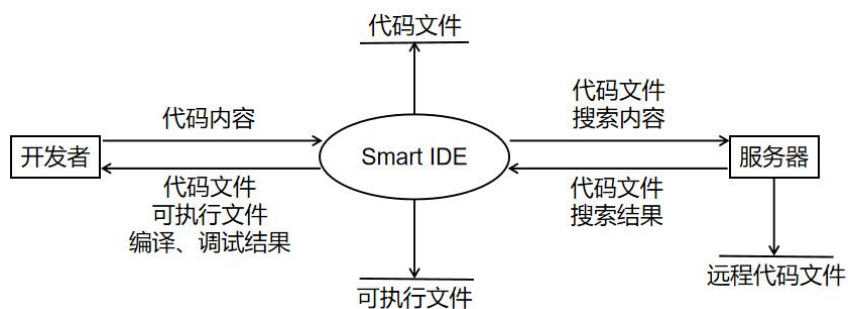 代码文件
代码内容
代码文件
搜索内容
开发者
Smart IDE
服务器
代码文件
可执行文件
编译、调试结果
代码文件
搜索结果
远程代码文件
可执行文件